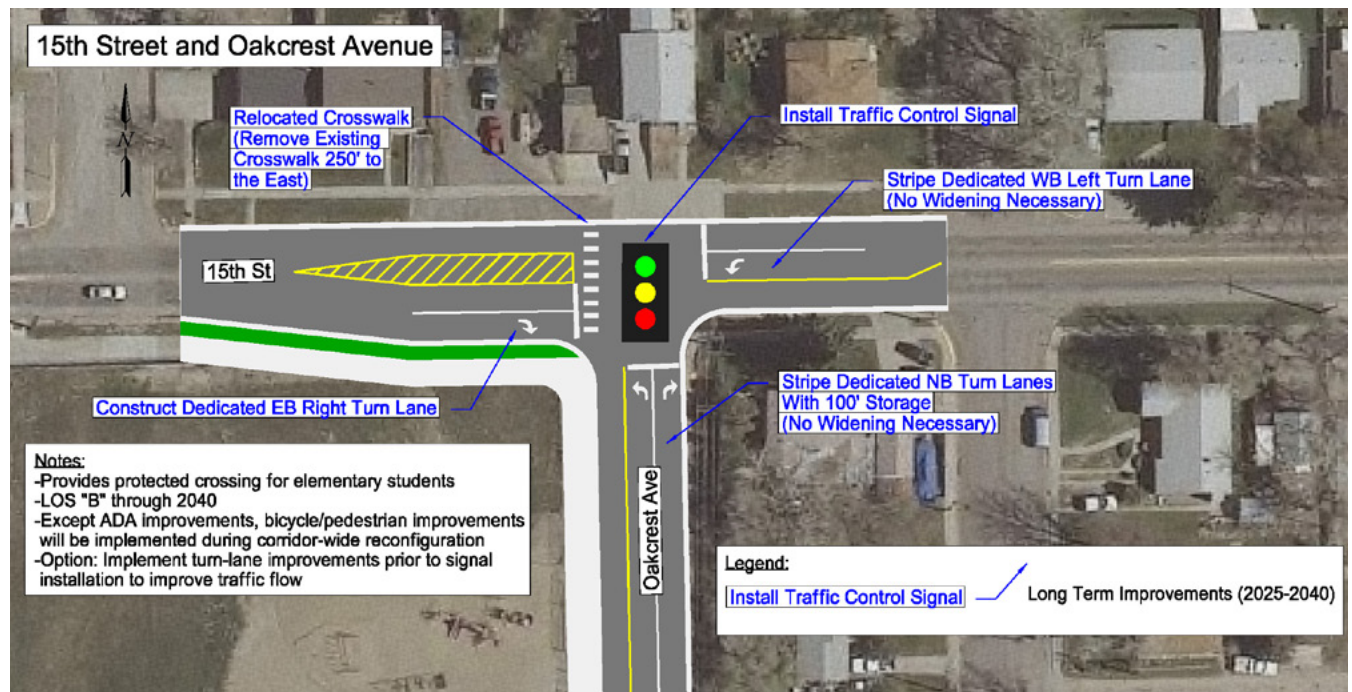 15th Street and Oakcrest Avenue
N
Relocated Crosswalk
(Remove Existing
Crosswalk 250' to
the East)
Install Traffic Control Signal
Stripe Dedicated WB Left Turn Lane
(No Widening Necessary)
15th St
Construct Dedicated EB Right Turn Lane
Stripe Dedicated NB Turn Lanes
With 100' Storage
(No Widening Necessary)
Oakcrest Ave
Notes:
-Provides protected crossing for elementary students
-LOS "B" through 2040
-Except ADA improvements, bicycle/pedestrian improvements
will be implemented during corridor-wide reconfiguration
-Option: Implement turn-lane improvements prior to signal
installation to improve traffic flow
Legend:
Install Traffic Control Signal
Long Term Improvements (2025-2040)